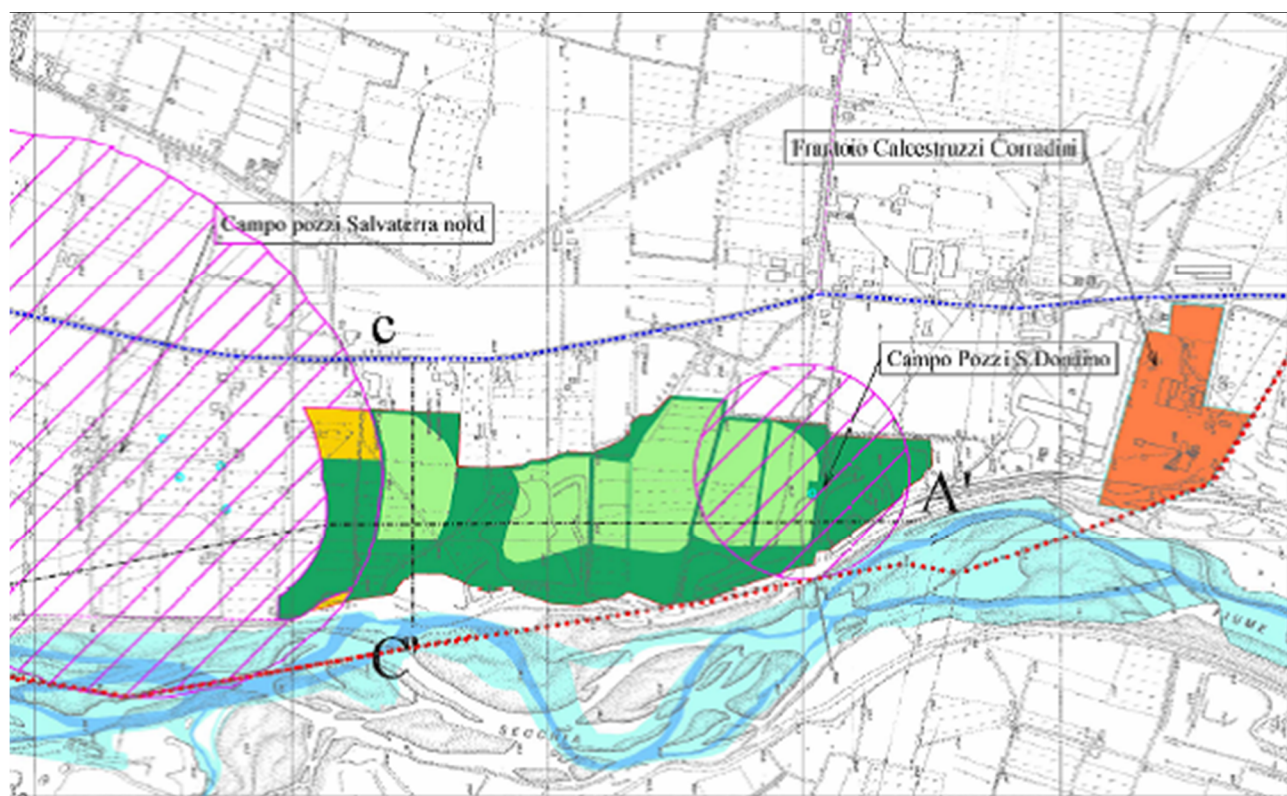 Frantoio Calcestruzzi Corradini
Campo pozzi Salvaterra nord
C
Campo Pozzi S.Donnino
A'
C'
FIUME
SECCHIA